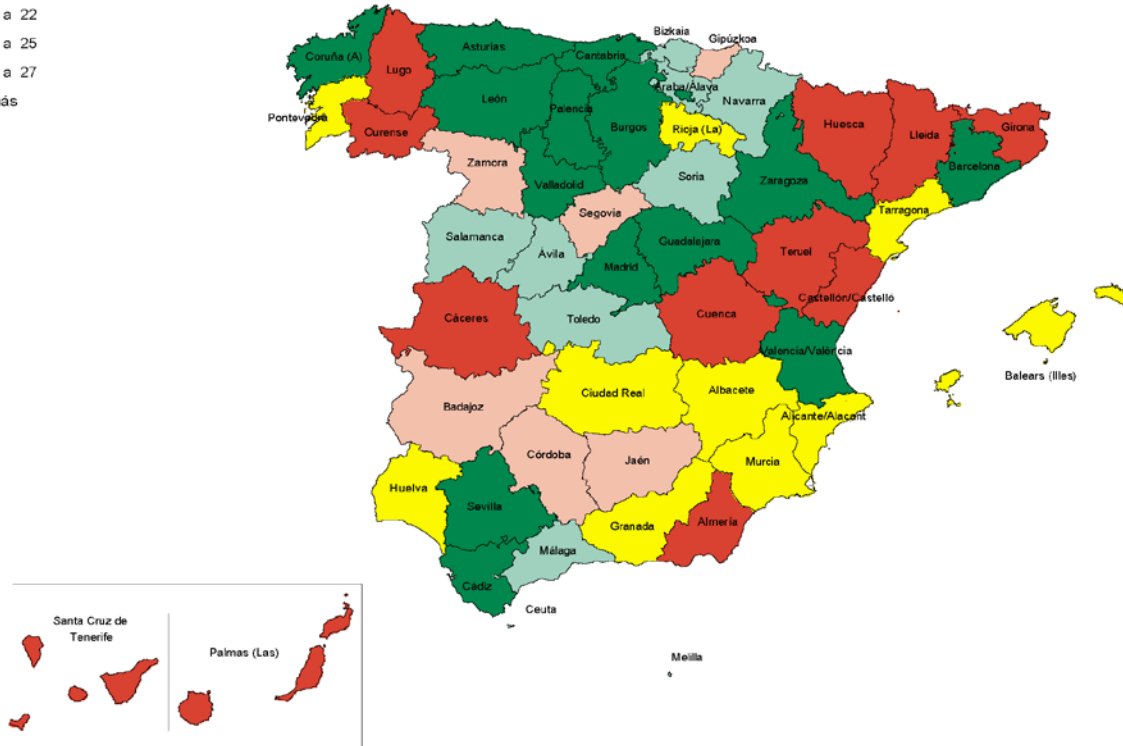 a 22
a 25
a 27
ás
Bizkaia
Gipúzkoa
Coruña (A)
Lugo
Asturias
Cantabria
Araba/Álava
Navarra
León
Palencia
Burgos
Pontevedra
Ourense
Rioja (La)
Huesca
Lleida
Girona
Zamora
Valladolid
Soria
Zaragoza
Barcelona
Segovia
Tarragona
Salamanca
Ávila
Madrid
Guadalajara
Teruel
Castellón/Castelló
Cáceres
Toledo
Cuenca
Valencia/València
Balears (Illes)
Badajoz
Ciudad Real
Albacete
Alicante/Alacant
Córdoba
Jaén
Murcia
Huelva
Sevilla
Granada
Almería
Málaga
Cádiz
Ceuta
Melilla
Santa Cruz de
Tenerife
Palmas (Las)